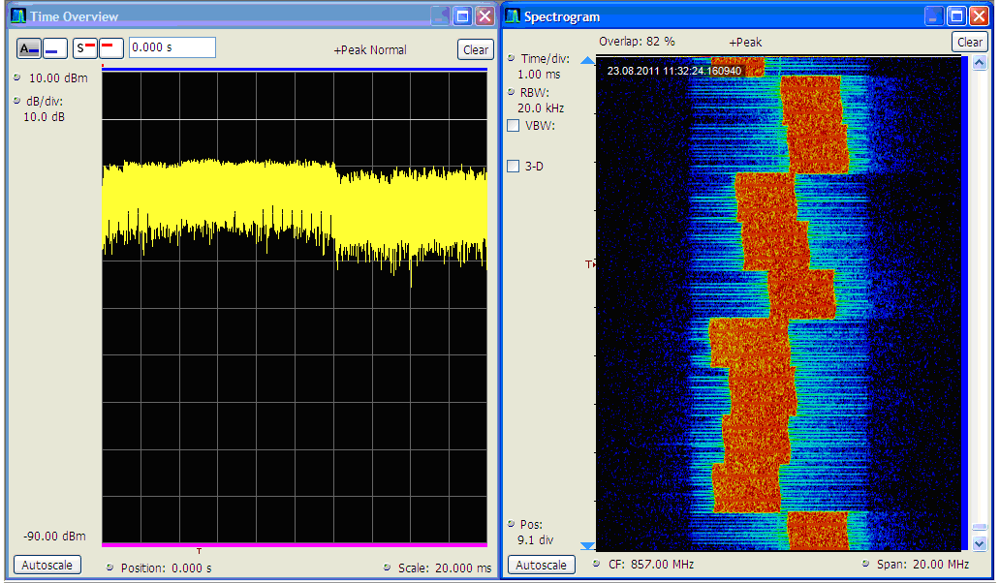 Time Overview
A
S
0.000 s
+Peak Normal
Clear
10.00 dBm
dB/div:
10.0 dB
-90.00 dBm
T
Autoscale
Position: 0.000 s
Scale: 20.000 ms
Spectrogram
Overlap: 82 %
+Peak
Clear
Time/div:
1.00 ms
RBW:
20.0 kHz
VBW:
3-D
23.08.2011 11:32:24.160940
T
Pos:
9.1 div
Autoscale
CF: 857.00 MHz
Span: 20.00 MHz